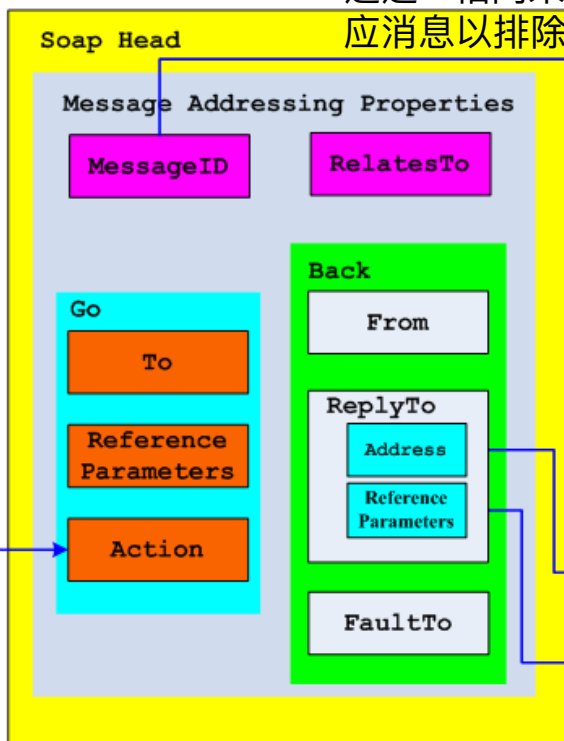 应消息以排除
Soap Head
Message Addressing Properties
MessageID
RelatesTo
Back
Go
From
To
ReplyTo
Reference
Parameters
Address
Reference
Parameters
Action
FaultTo